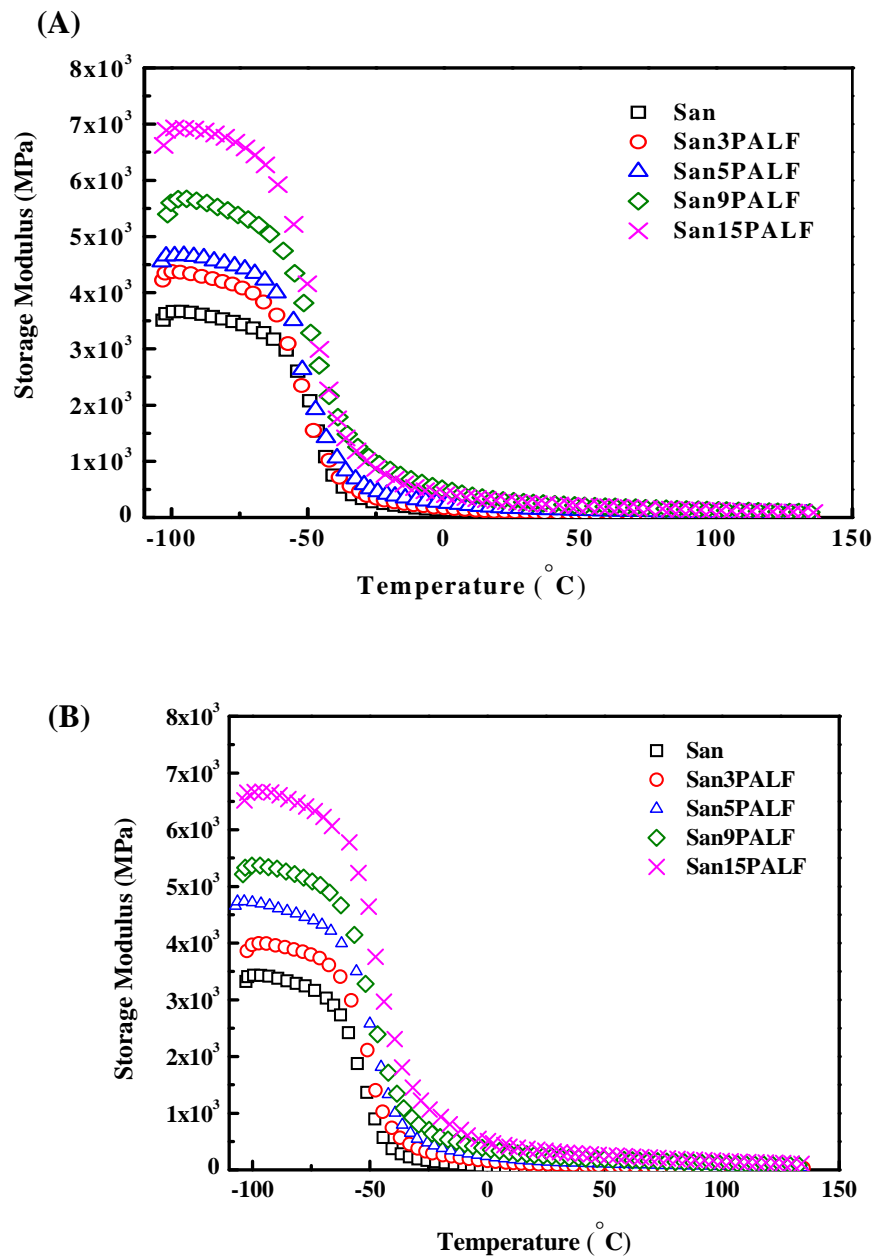 (A)
8x10³
7x10³
6x10³
5x10³
4x10³
3x10³
2x10³
1x10³
0
Storage Modulus (MPa)
San
San3PALF
San5PALF
San9PALF
San15PALF
-100 -50 0 50 100 150
Temperature (°C)
(B)
8x10³
7x10³
6x10³
5x10³
4x10³
3x10³
2x10³
1x10³
0
Storage Modulus (MPa)
San
San3PALF
San5PALF
San9PALF
San15PALF
-100 -50 0 50 100 150
Temperature (°C)